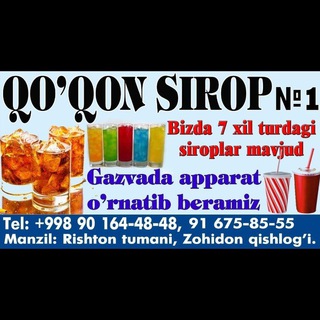 QO'QON SIROP №1
Bizda 7 xil turdagi
siroplar mavjud
Gazvada apparat
o'rnatib beramiz
Tel: +998 90 164-48-48, 91 675-85-55
Manzil: Rishton tumani, Zohidon qishlog'i.